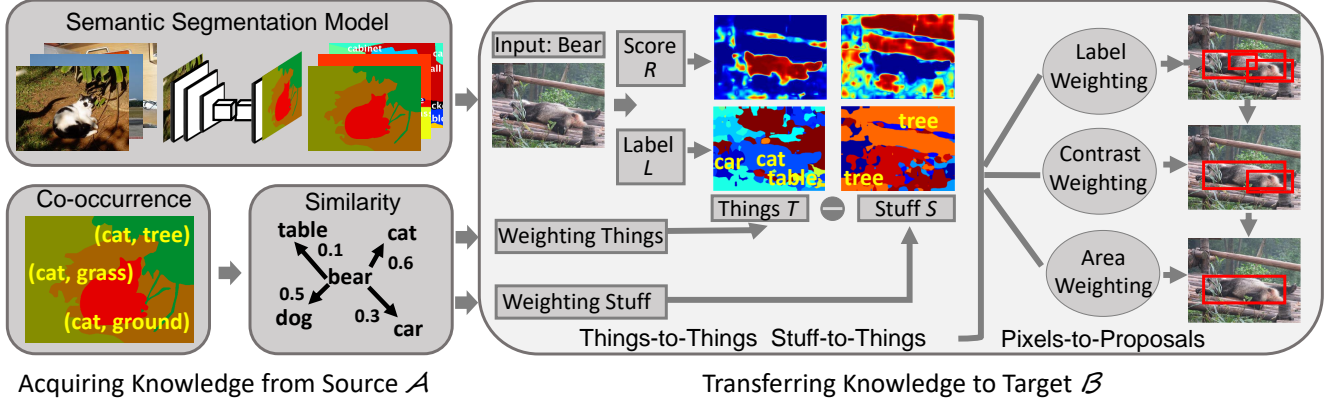 Semantic Segmentation Model
cabinet
all
Co-occurrence
(cat, tree)
(cat, grass)
(cat, ground)
Similarity
table
cat
0.1
0.6
bear
0.5
0.3
dog
car
Acquiring Knowledge from Source 𝒜
Input: Bear
Score
R
Label
L
car
cat
table
tree
tree
Things T
Stuff S
Weighting Things
Weighting Stuff
Things-to-Things Stuff-to-Things
Label
Weighting
Contrast
Weighting
Area
Weighting
Pixels-to-Proposals
Transferring Knowledge to Target ℬ